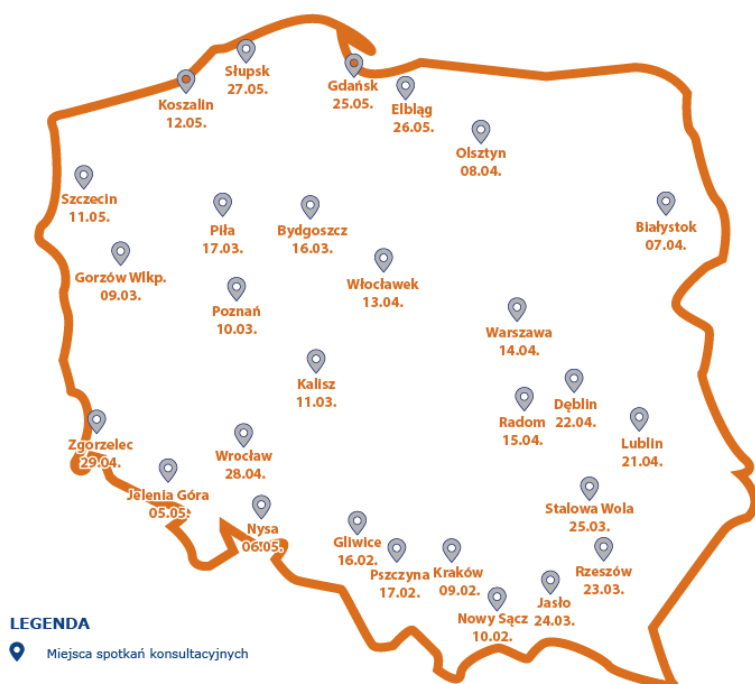 Słupsk
27.05.
Gdańsk
25.05.
Koszalin
12.05.
Elbląg
26.05.
Olsztyn
08.04.
Szczecin
11.05.
Piła
17.03.
Bydgoszcz
16.03.
Białystok
07.04.
Gorzów Wlkp.
09.03.
Włocławek
13.04.
Poznań
10.03.
Warszawa
14.04.
Kalisz
11.03.
Dęblin
22.04.
Radom
15.04.
Lublin
21.04.
Zgorzelec
29.04.
Wrocław
28.04.
Jelenia Góra
05.05.
Stalowa Wola
25.03.
Nysa
06.05.
Gliwice
16.02.
Pszczyna
17.02.
Kraków
09.02.
Rzeszów
23.03.
Jasło
24.03.
Nowy Sącz
10.02.
LEGENDA
Miejsca spotkań konsultacyjnych